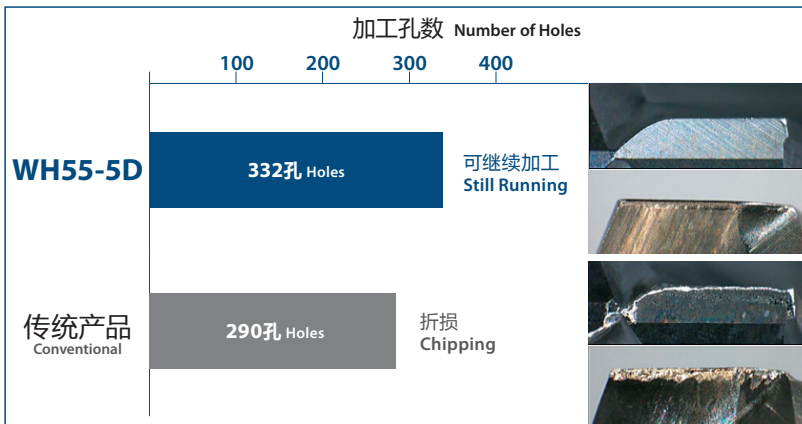 加工孔数 Number of Holes
100 200 300 400
WH55-5D
332孔 Holes
可继续加工
Still Running
传统产品
Conventional
290孔 Holes
折损
Chipping